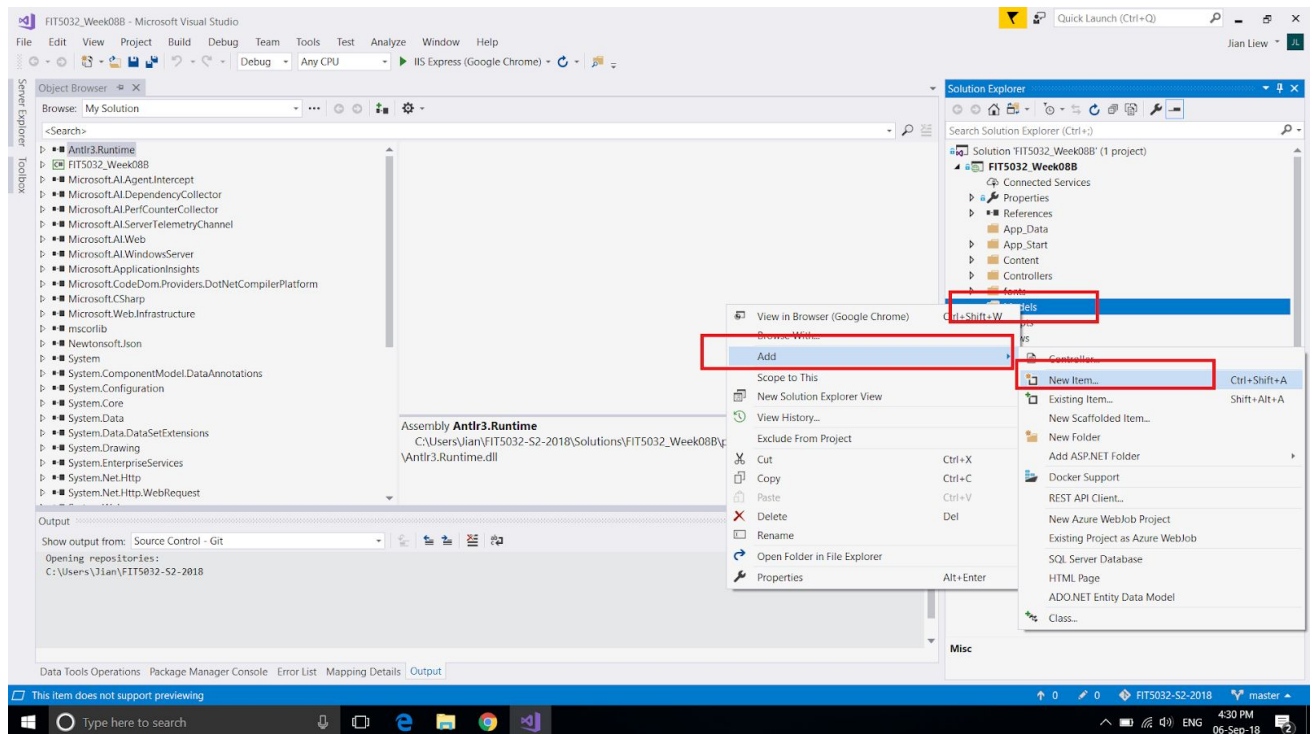 FIT5032_Week08B - Microsoft Visual Studio
Quick Launch (Ctrl+Q)
File Edit View Project Build Debug Team Tools Test Analyze Window Help
Jian Liew JL
Debug Any CPU IIS Express (Google Chrome)
Server Explorer
Toolbox
Object Browser
Browse: My Solution
<Search>
Antlr3.Runtime
FIT5032_Week08B
Microsoft.AI.Agent.Intercept
Microsoft.AI.DependencyCollector
Microsoft.AI.PerfCounterCollector
Microsoft.AI.ServerTelemetryChannel
Microsoft.AI.Web
Microsoft.AI.WindowsServer
Microsoft.ApplicationInsights
Microsoft.CodeDom.Providers.DotNetCompilerPlatform
Microsoft.CSharp
Microsoft.Web.Infrastructure
mscorlib
Newtonsoft.Json
System
System.ComponentModel.DataAnnotations
System.Configuration
System.Core
System.Data
System.Data.DataSetExtensions
System.Drawing
System.EnterpriseServices
System.Net.Http
System.Net.Http.WebRequest
Assembly Antlr3.Runtime
C:\Users\Jian\FIT5032-S2-2018\Solutions\FIT5032_Week08B\p
\Antlr3.Runtime.dll
Output
Show output from: Source Control - Git
Opening repositories:
C:\Users\Jian\FIT5032-S2-2018
Data Tools Operations Package Manager Console Error List Mapping Details Output
Solution Explorer
Search Solution Explorer (Ctrl+;)
Solution 'FIT5032_Week08B' (1 project)
FIT5032_Week08B
Connected Services
Properties
References
App_Data
App_Start
Content
Controllers
fonts
View in Browser (Google Chrome) Ctrl+Shift+W
Browse With...
Add
Scope to This
New Solution Explorer View
View History...
Exclude From Project
Cut Ctrl+X
Copy Ctrl+C
Paste Ctrl+V
Delete Del
Rename
Open Folder in File Explorer
Properties Alt+Enter
Controller...
New Item... Ctrl+Shift+A
Existing Item... Shift+Alt+A
New Scaffolded Item...
New Folder
Add ASP.NET Folder
Docker Support
REST API Client...
New Azure WebJob Project
Existing Project as Azure WebJob
SQL Server Database
HTML Page
ADO.NET Entity Data Model
Class...
Misc
This item does not support previewing
0 0 FIT5032-S2-2018 master
Type here to search
ENG
4:30 PM
06-Sep-18
2